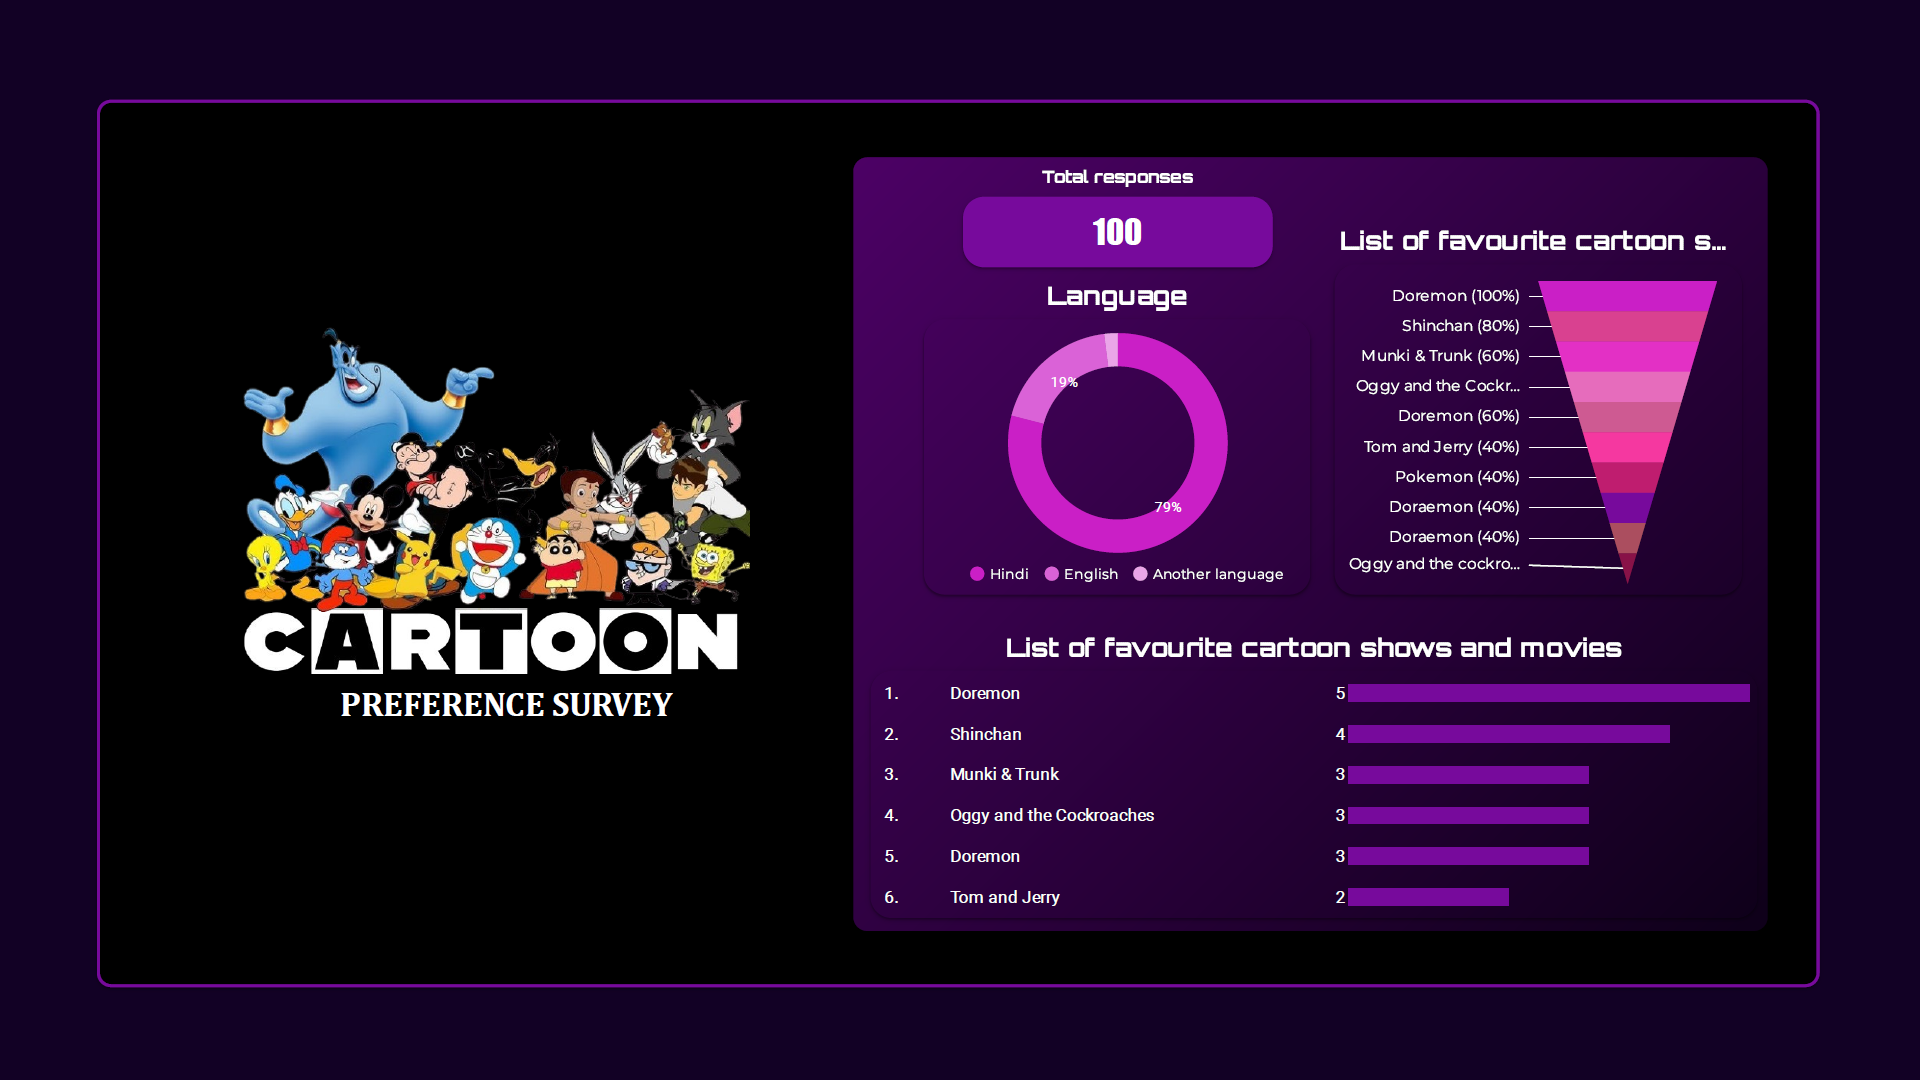 CARTOON
PREFERENCE SURVEY
Total responses
100
Language
19%
79%
Hindi English Another language
List of favourite cartoon s...
Doremon (100%)
Shinchan (80%)
Munki & Trunk (60%)
Oggy and the Cockr...
Doremon (60%)
Tom and Jerry (40%)
Pokemon (40%)
Doraemon (40%)
Doraemon (40%)
Oggy and the cockro...
List of favourite cartoon shows and movies
1. Doremon 5
2. Shinchan 4
3. Munki & Trunk 3
4. Oggy and the Cockroaches 3
5. Doremon 3
6. Tom and Jerry 2